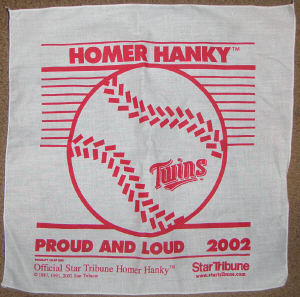 HOMER HANKY™
Twins
PROUD AND LOUD 2002
Official Star Tribune Homer Hanky™
© 1987, 1991, 2002 Star Tribune
StarTribune
www.startribune.com